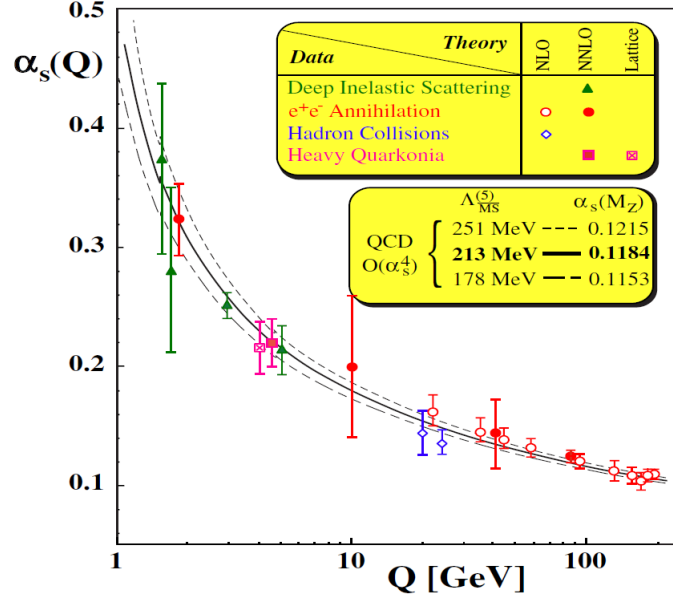 0.5
αₛ(Q)
0.4
0.3
0.2
0.1
Theory
Data
NLO
NNLO
Lattice
Deep Inelastic Scattering
e⁺e⁻ Annihilation
Hadron Collisions
Heavy Quarkonia
Λ(5) MS αₛ(M_Z)
QCD
O(αₛ⁴)
251 MeV 0.1215
213 MeV 0.1184
178 MeV 0.1153
1 10 100
Q [GeV]